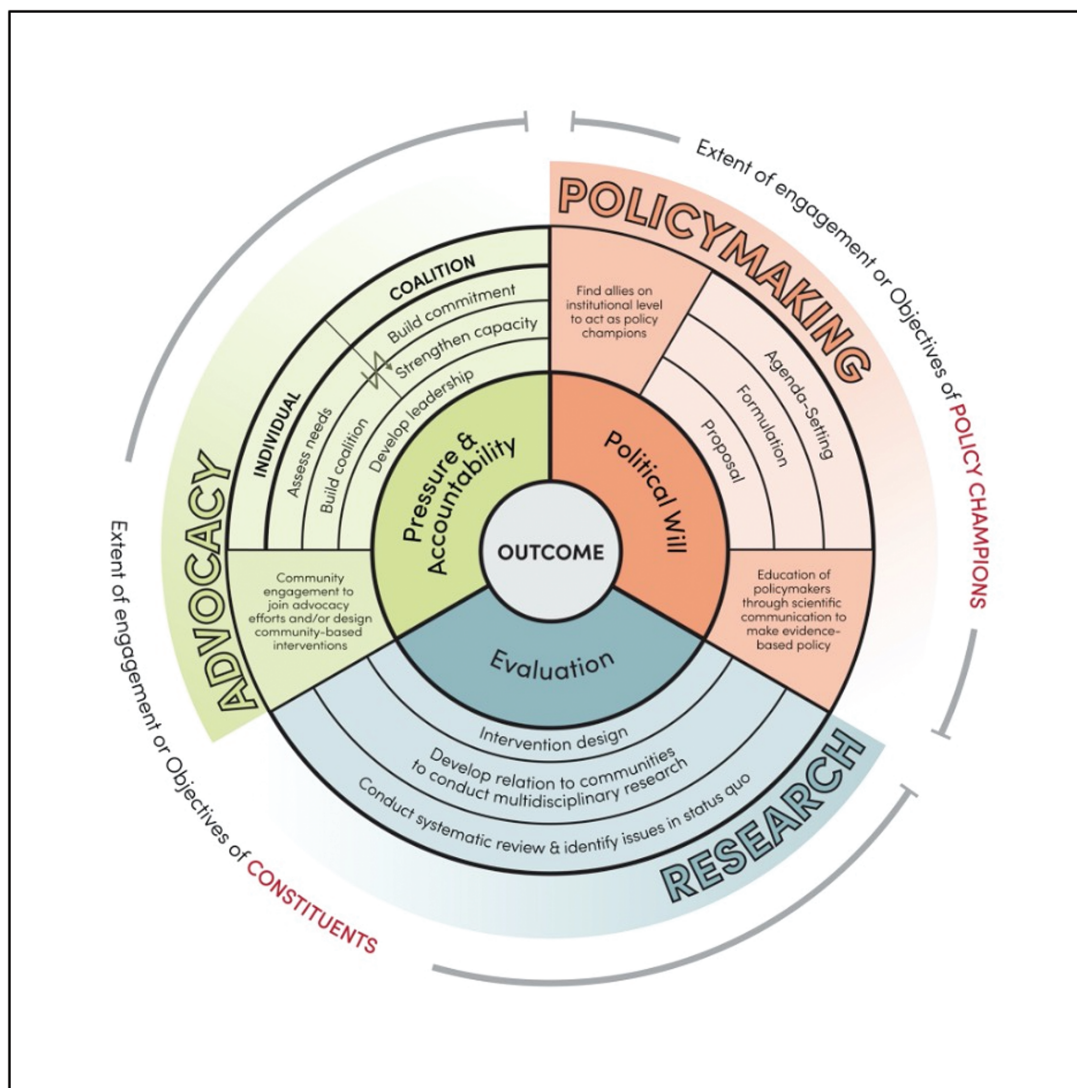 Extent of engagement or Objectives of POLICY CHAMPIONS
POLICYMAKING
Find allies on
institutional level
to act as policy
champions
Agenda-Setting
Formulation
Proposal
Political Will
Education of
policymakers
through scientific
communication to
make evidence-
based policy
COALITION
Build commitment
Strengthen capacity
Develop leadership
INDIVIDUAL
Assess needs
Build coalition
Pressure &
Accountability
OUTCOME
ADVOCACY
Community
engagement to
join advocacy
efforts and/or design
community-based
interventions
Evaluation
Intervention design
Develop relation to communities
to conduct multidisciplinary research
Conduct systematic review & identify issues in status quo
RESEARCH
Extent of engagement or Objectives of CONSTITUENTS